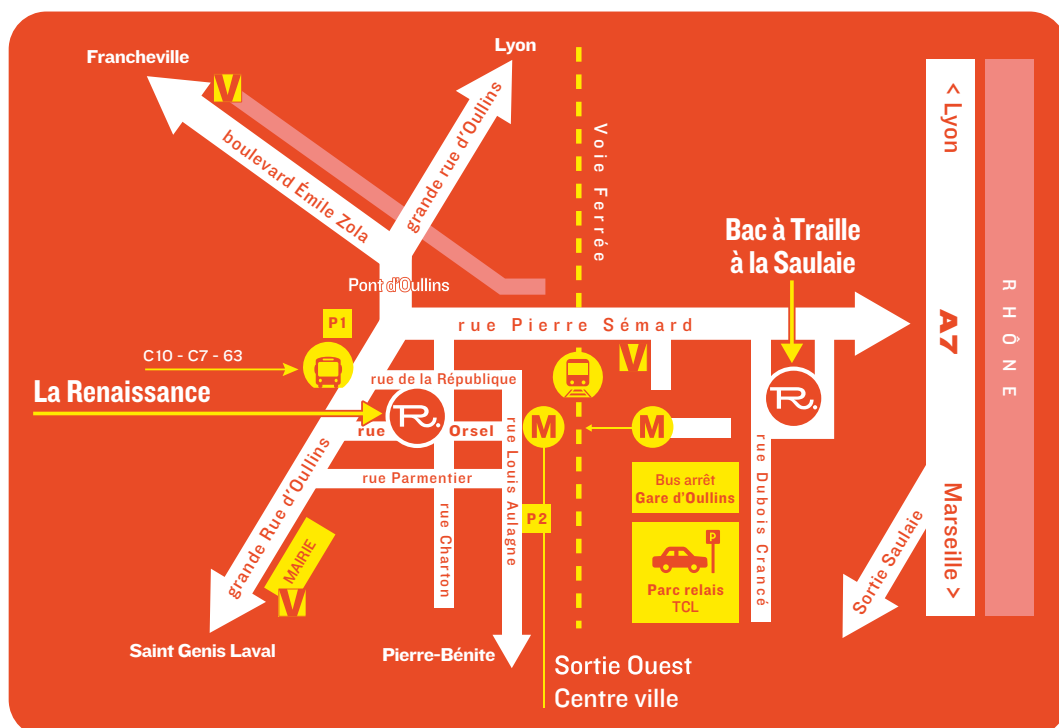 Francheville
Lyon
V
boulevard Émile Zola
grande rue d'Oullins
Voie Ferrée
< Lyon
A7
Marseille >
RHÔNE
Bac à Traille
à la Saulaie
Pont d'Oullins
P1
rue Pierre Sémard
C10 - C7 - 63
V
La Renaissance
rue de la République
R.
R.
rue Orsel
M
M
rue Parmentier
rue Louis Aulagne
rue Charton
P2
Bus arrêt
Gare d'Oullins
P
Parc relais
TCL
rue Dubois Crancé
Sortie Saulaie
grande Rue d'Oullins
MAIRIE
V
Saint Genis Laval
Pierre-Bénite
Sortie Ouest
Centre ville